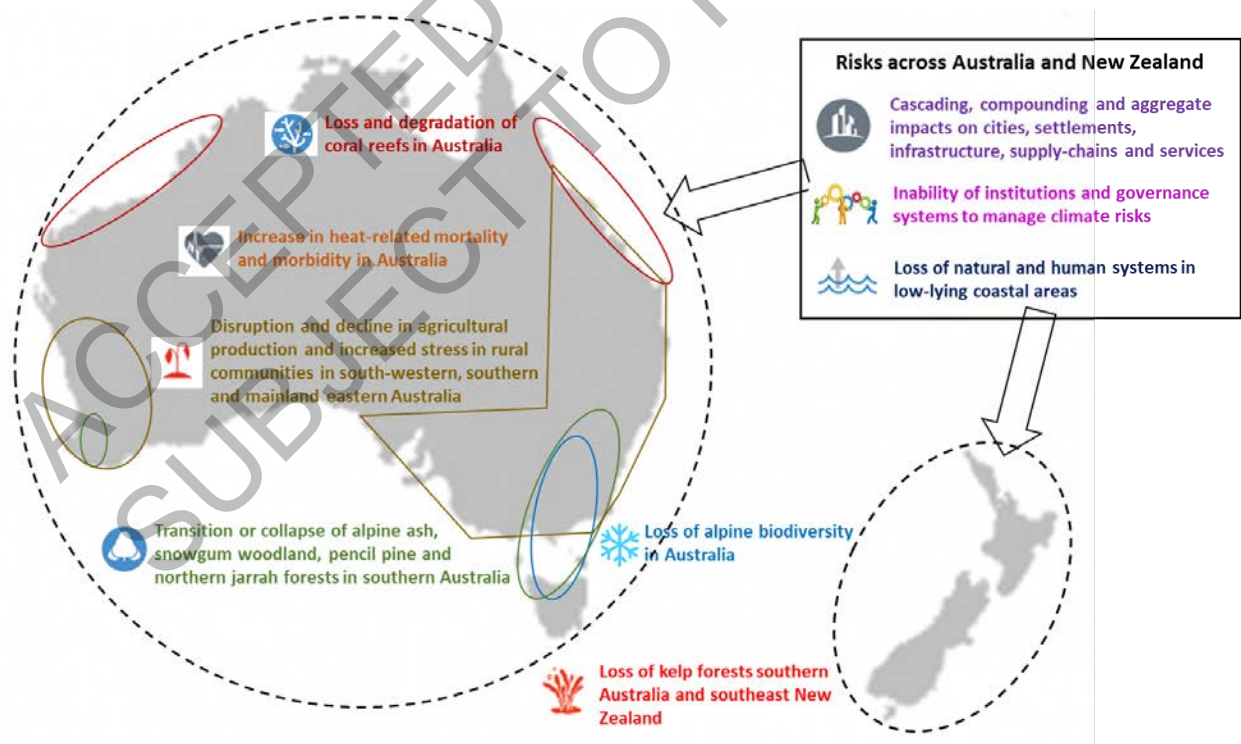 Risks across Australia and New Zealand
Cascading, compounding and aggregate
impacts on cities, settlements,
infrastructure, supply-chains and services
Inability of institutions and governance
systems to manage climate risks
Loss of natural and human systems in
low-lying coastal areas
Loss and degradation of
coral reefs in Australia
Increase in heat-related mortality
and morbidity in Australia
Disruption and decline in agricultural
production and increased stress in rural
communities in south-western, southern
and mainland eastern Australia
Transition or collapse of alpine ash,
snowgum woodland, pencil pine and
northern jarrah forests in southern Australia
Loss of alpine biodiversity
in Australia
Loss of kelp forests southern
Australia and southeast New
Zealand
ACCEPTED
SUBJECT TO